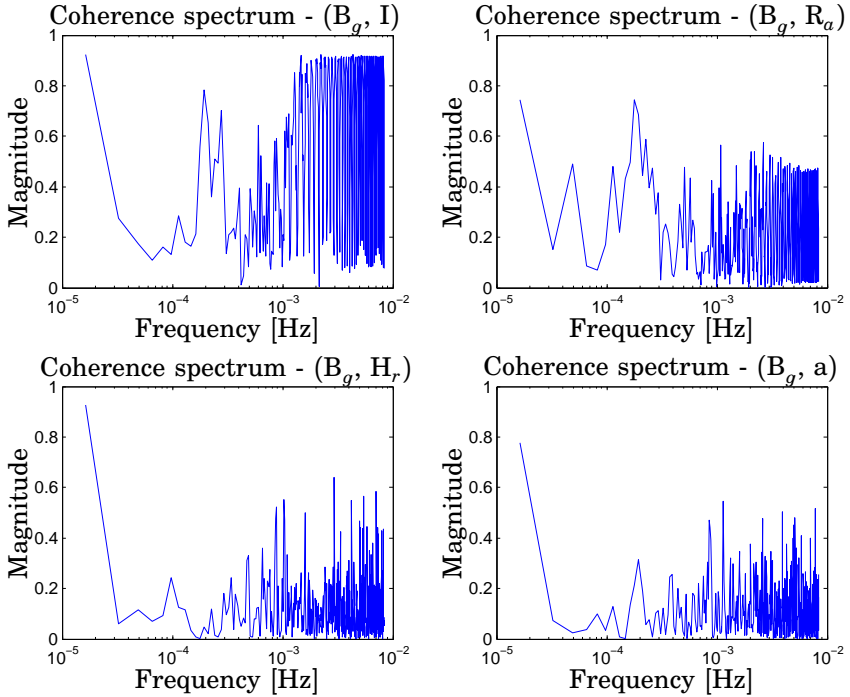 Coherence spectrum - (B_g, I)
1
0.8
0.6
0.4
0.2
0
Magnitude
10⁻⁵ 10⁻⁴ 10⁻³ 10⁻²
Frequency [Hz]
Coherence spectrum - (B_g, R_a)
1
0.8
0.6
0.4
0.2
0
Magnitude
10⁻⁵ 10⁻⁴ 10⁻³ 10⁻²
Frequency [Hz]
Coherence spectrum - (B_g, H_r)
1
0.8
0.6
0.4
0.2
0
Magnitude
10⁻⁵ 10⁻⁴ 10⁻³ 10⁻²
Frequency [Hz]
Coherence spectrum - (B_g, a)
1
0.8
0.6
0.4
0.2
0
Magnitude
10⁻⁵ 10⁻⁴ 10⁻³ 10⁻²
Frequency [Hz]